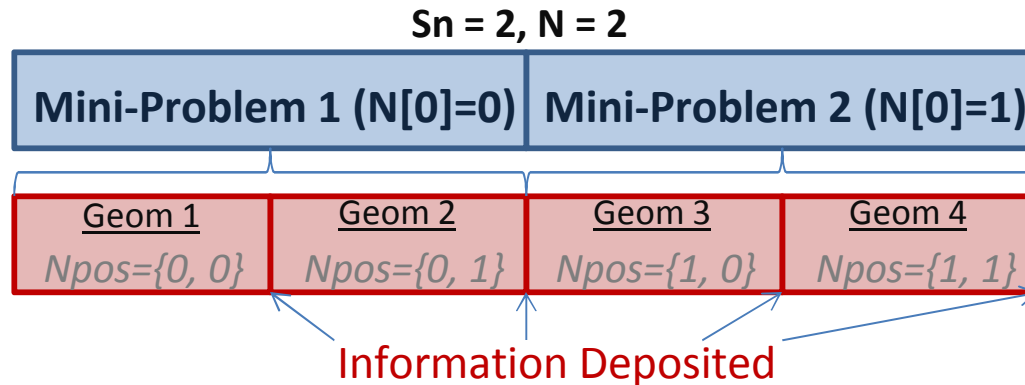 Sn = 2, N = 2
Mini-Problem 1 (N[0]=0) Mini-Problem 2 (N[0]=1)
Geom 1 Geom 2 Geom 3 Geom 4
Npos={0, 0} Npos={0, 1} Npos={1, 0} Npos={1, 1}
Information Deposited